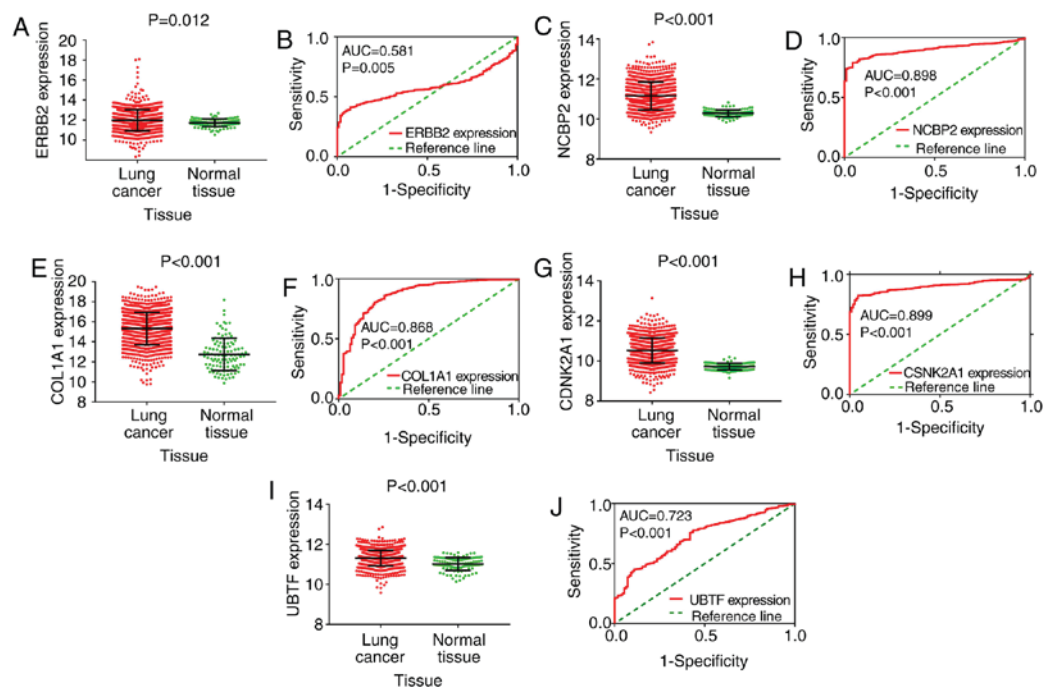 A
P=0.012
ERBB2 expression
20
18
16
14
12
10
8
Lung
cancer
Normal
tissue
Tissue
B
AUC=0.581
P=0.005
Sensitivity
1.0
0.5
0.0
ERBB2 expression
Reference line
0.0
0.5
1.0
1-Specificity
C
P<0.001
NCBP2 expression
14
12
10
8
Lung
cancer
Normal
tissue
Tissue
D
AUC=0.898
P<0.001
Sensitivity
1.0
0.5
0.0
NCBP2 expression
Reference line
0.0
0.5
1.0
1-Specificity
E
P<0.001
COL1A1 expression
20
18
16
14
12
10
8
Lung
cancer
Normal
tissue
Tissue
F
AUC=0.868
P<0.001
Sensitivity
1.0
0.5
0.0
COL1A1 expression
Reference line
0.0
0.5
1.0
1-Specificity
G
P<0.001
CDNK2A1 expression
14
12
10
8
Lung
cancer
Normal
tissue
Tissue
H
AUC=0.899
P<0.001
Sensitivity
1.0
0.5
0.0
CSNK2A1 expression
Reference line
0.0
0.5
1.0
1-Specificity
I
P<0.001
UBTF expression
14
12
10
8
Lung
cancer
Normal
tissue
Tissue
J
AUC=0.723
P<0.001
Sensitivity
1.0
0.5
0.0
UBTF expression
Reference line
0.0
0.5
1.0
1-Specificity